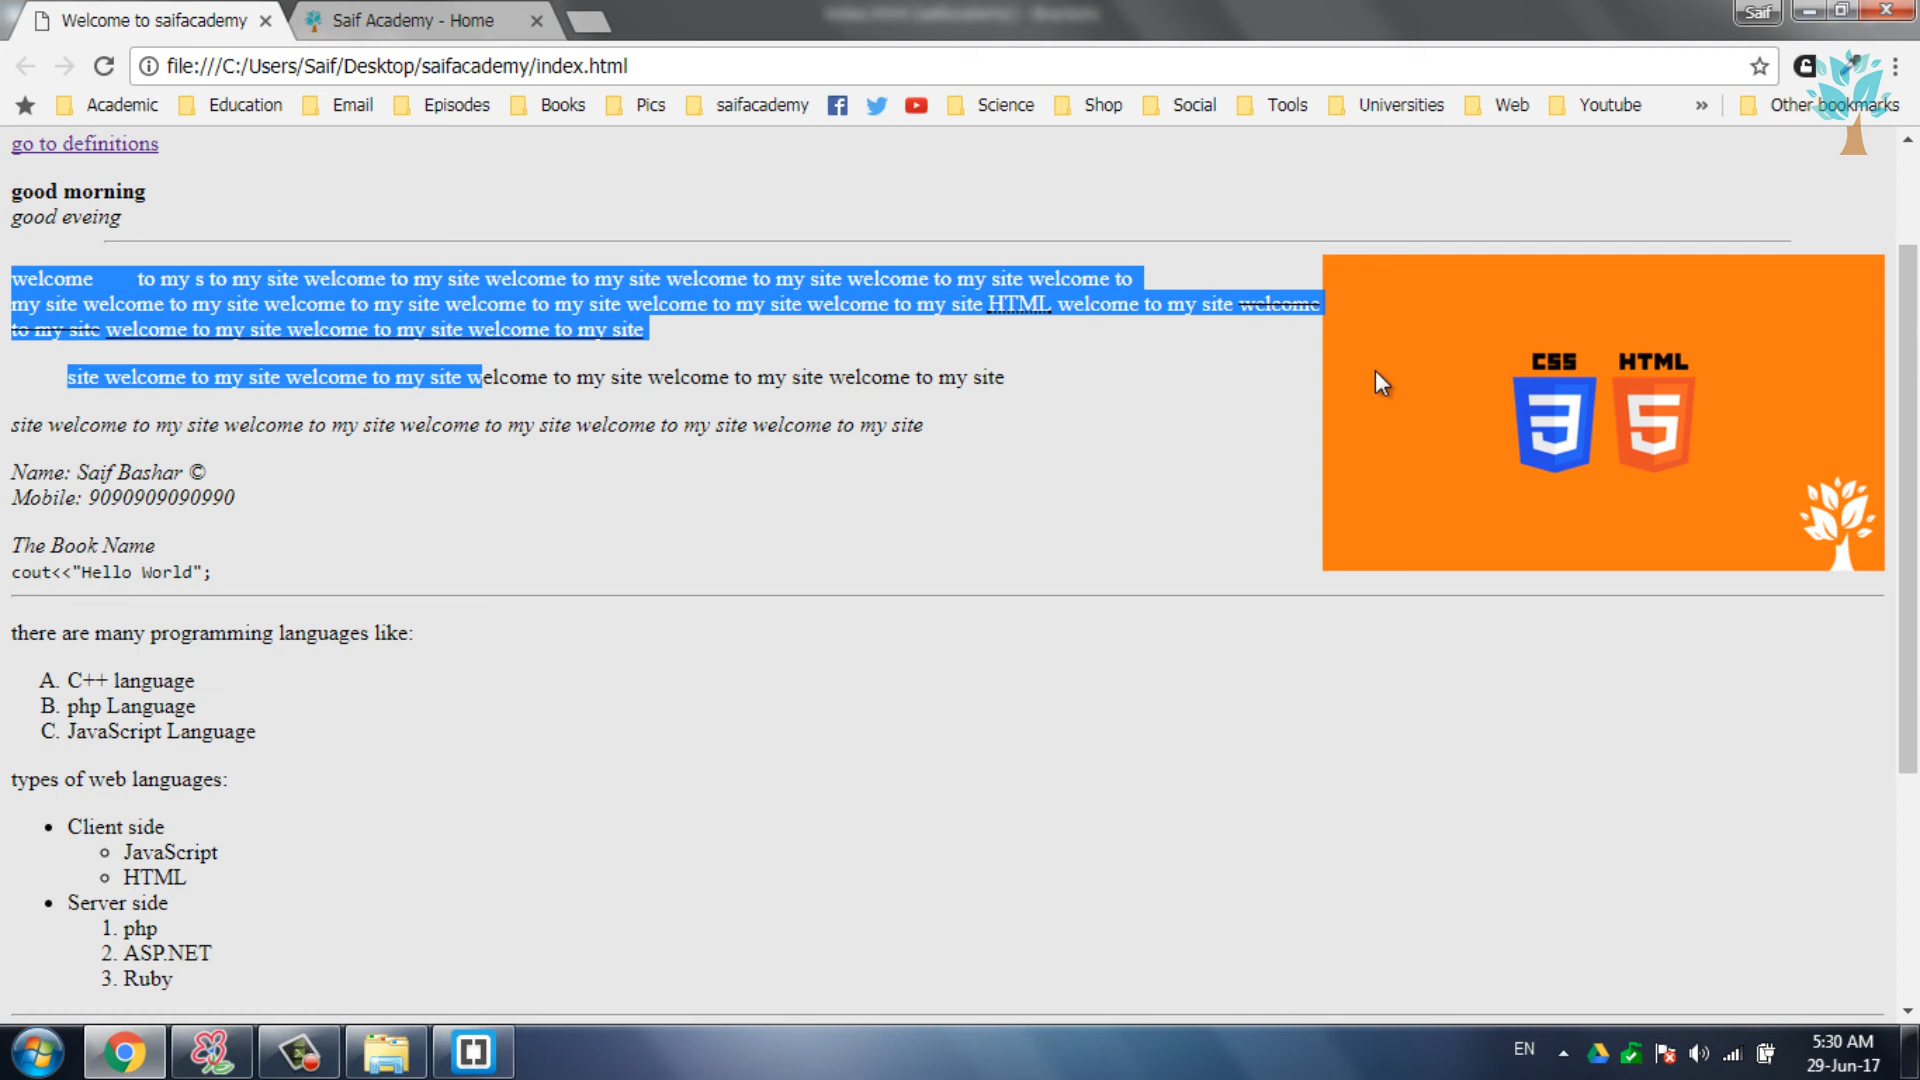 Welcome to saifacademy
Saif Academy - Home
Saif
file:///C:/Users/Saif/Desktop/saifacademy/index.html
Academic Education Email Episodes Books Pics saifacademy Science Shop Social Tools Universities Web Youtube » Other bookmarks
go to definitions
good morning
good eveing
welcome to my s to my site welcome to my site welcome to my site welcome to my site welcome to my site welcome to
my site welcome to my site welcome to my site welcome to my site welcome to my site welcome to my site HTML welcome to my site welcome
to my site welcome to my site welcome to my site welcome to my site
site welcome to my site welcome to my site welcome to my site welcome to my site welcome to my site
site welcome to my site welcome to my site welcome to my site welcome to my site welcome to my site
Name: Saif Bashar ©
Mobile: 9090909090990
The Book Name
cout<<"Hello World";
CSS HTML
3 5
there are many programming languages like:
A. C++ language
B. php Language
C. JavaScript Language
types of web languages:
• Client side
◦ JavaScript
◦ HTML
• Server side
1. php
2. ASP.NET
3. Ruby
EN
5:30 AM
29-Jun-17